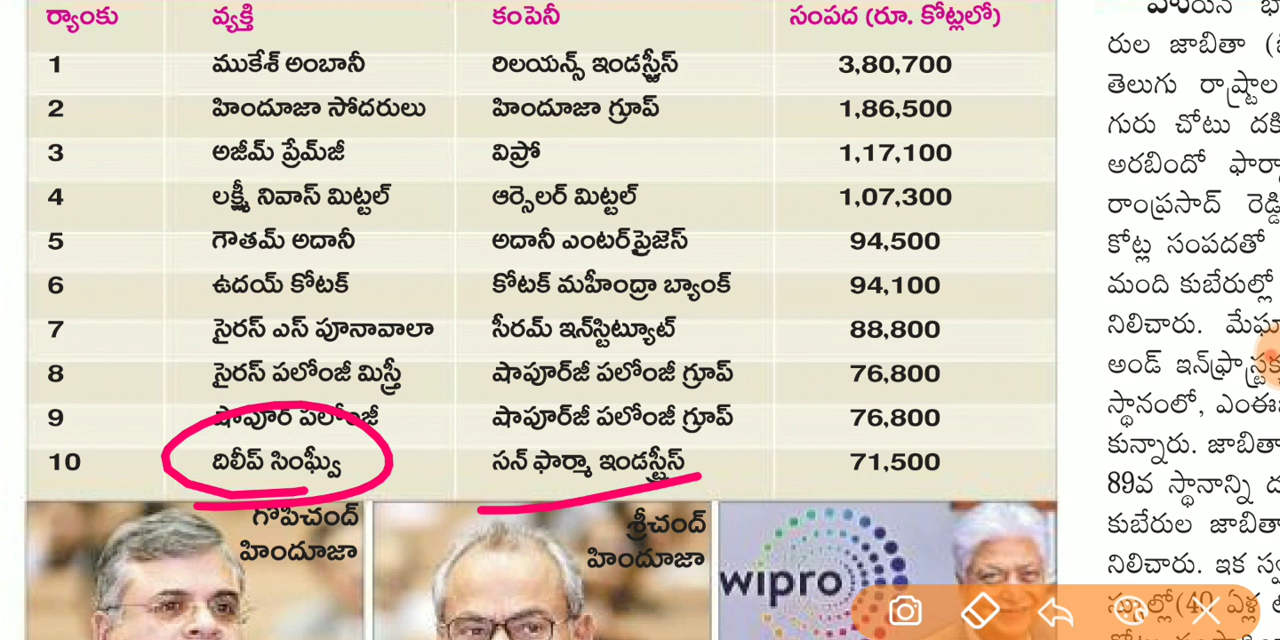 ర్యాంకు వ్యక్తి కంపెనీ సంపద (రూ. కోట్లలో)
1 ముకేశ్ అంబానీ రిలయన్స్ ఇండస్ట్రీస్ 3,80,700
2 హిందూజా సోదరులు హిందూజా గ్రూప్ 1,86,500
3 అజీమ్ ప్రేమ్‌జీ విప్రో 1,17,100
4 లక్ష్మీ నివాస్ మిట్టల్ ఆర్సెలర్ మిట్టల్ 1,07,300
5 గౌతమ్ అదానీ అదానీ ఎంటర్‌ప్రైజెస్ 94,500
6 ఉదయ్ కోటక్ కోటక్ మహీంద్రా బ్యాంక్ 94,100
7 సైరస్ ఎస్ పూనావాలా సీరమ్ ఇన్‌స్టిట్యూట్ 88,800
8 సైరస్ పలోంజీ మిస్త్రీ షాపూర్‌జీ పలోంజీ గ్రూప్ 76,800
9 షాపూర్ పలోంజీ షాపూర్‌జీ పలోంజీ గ్రూప్ 76,800
10 దిలీప్ సింఘ్వీ సన్ ఫార్మా ఇండస్ట్రీస్ 71,500
గోపీచంద్
హిందూజా
శ్రీచంద్
హిందూజా
wipro
రుల జాబితా
తెలుగు రాష్ట్రాల
గురు చోటు
అరబిందో
రాంప్రసాద్ రెడ్డి
కోట్ల సంపదతో
మంది కుబేరుల్లో
నిలిచారు.
అండ్
స్థానంలో,
కున్నారు. జాబితా
89వ స్థానాన్ని
కుబేరుల జాబితా
నిలిచారు. ఇక